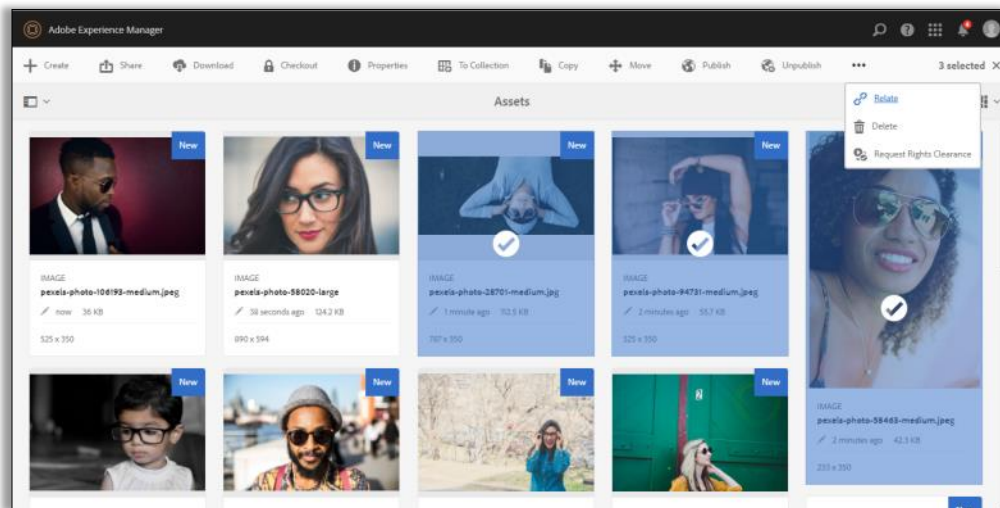 Adobe Experience Manager
Create Share Download Checkout Properties To Collection Copy Move Publish Unpublish 3 selected
Assets
Relate
Delete
Request Rights Clearance
New New New New
IMAGE
pexels-photo-106193-medium.jpeg
now 36 KB
525 x 350
IMAGE
pexels-photo-58020-large
38 seconds ago 124.2 KB
890 x 594
IMAGE
pexels-photo-28701-medium.jpg
1 minute ago 112.5 KB
787 x 350
IMAGE
pexels-photo-94731-medium.jpeg
2 minutes ago 55.7 KB
525 x 350
IMAGE
pexels-photo-58463-medium.jpeg
2 minutes ago 42.3 KB
233 x 350
New New New New
New